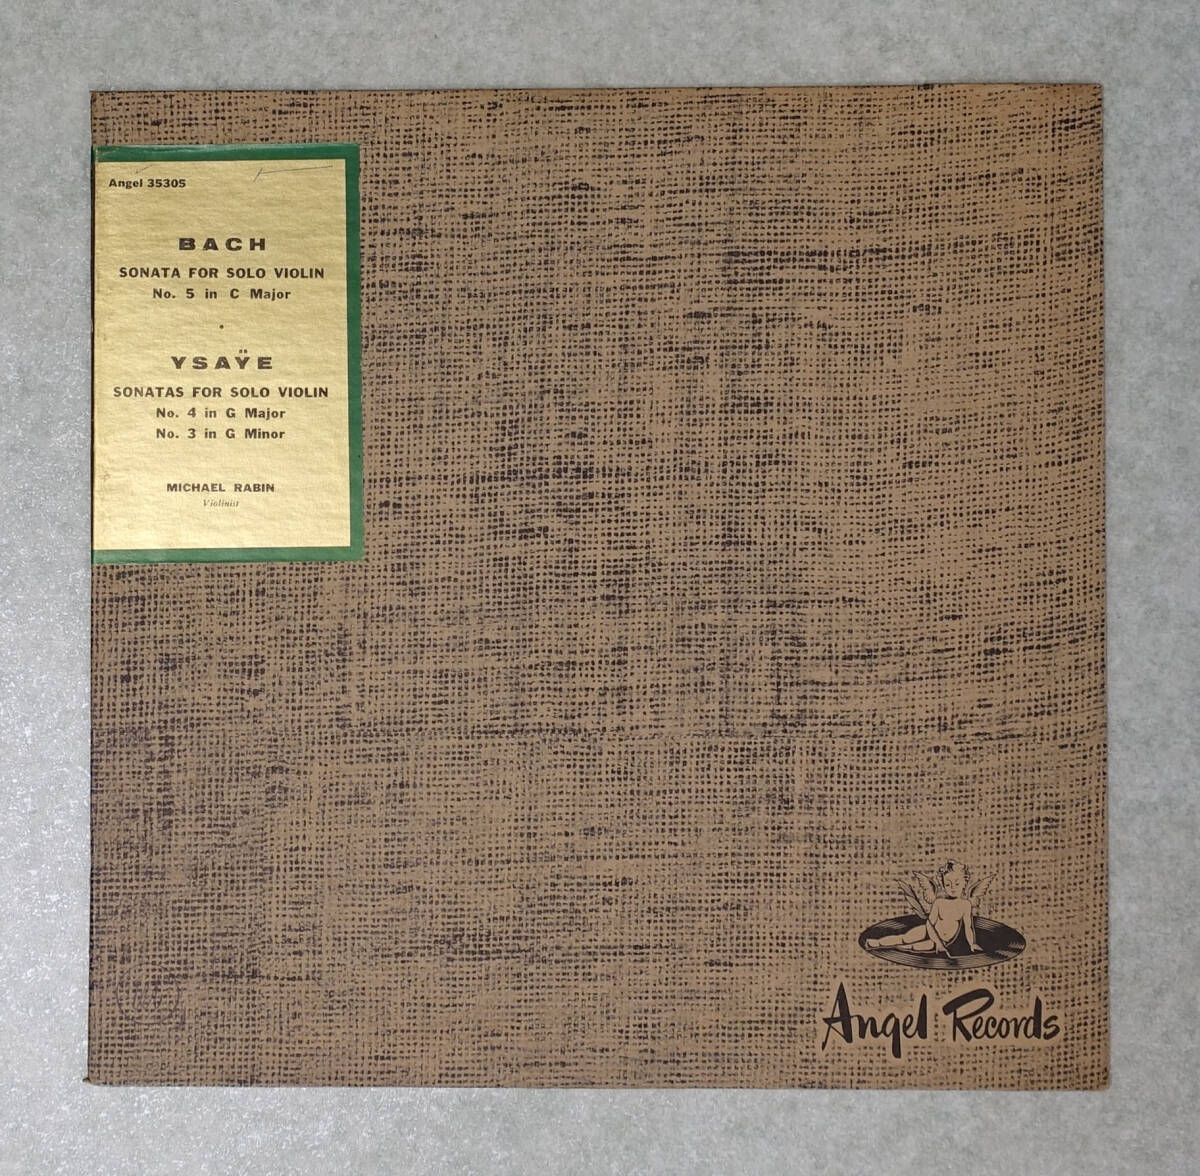 Angel 35305
BACH
SONATA FOR SOLO VIOLIN
No. 5 in C Major
•
YSAŸE
SONATAS FOR SOLO VIOLIN
No. 4 in G Major
No. 3 in G Minor
MICHAEL RABIN
Violinist
Angel Records